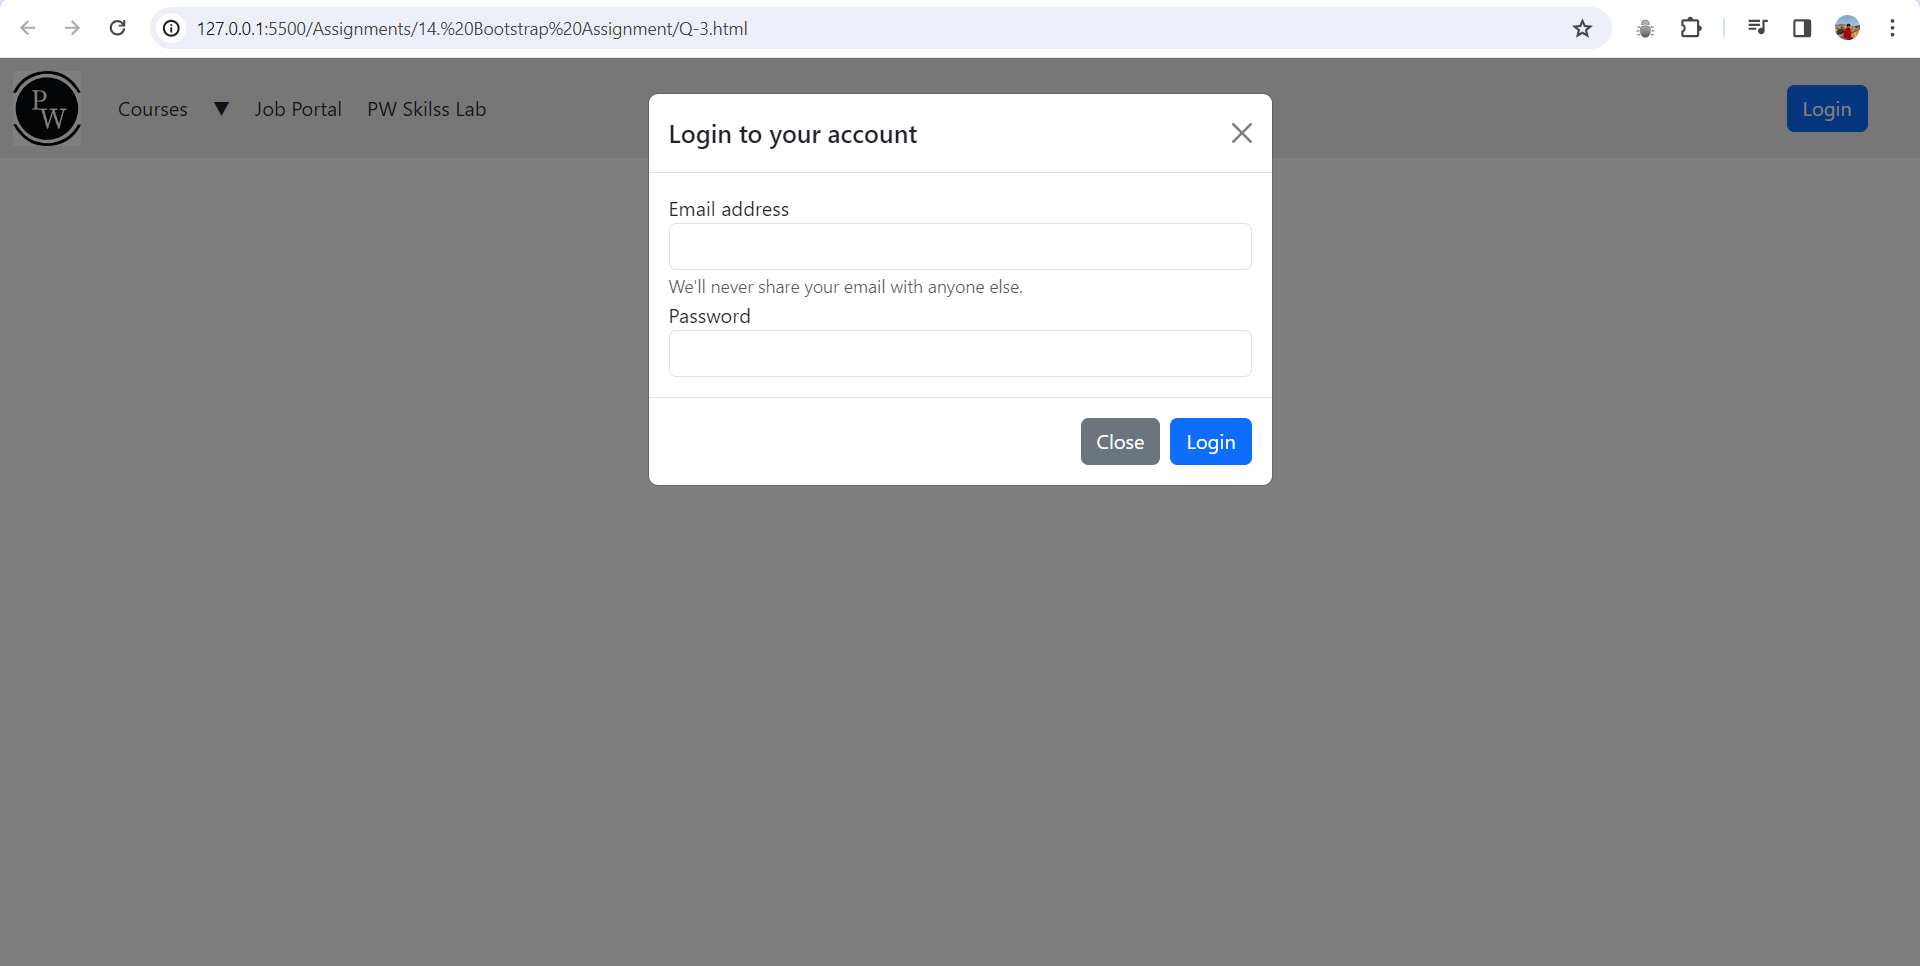 127.0.0.1:5500/Assignments/14.%20Bootstrap%20Assignment/Q-3.html
PW
Courses ▼ Job Portal PW Skilss Lab
Login
Login to your account
Email address
We'll never share your email with anyone else.
Password
Close Login